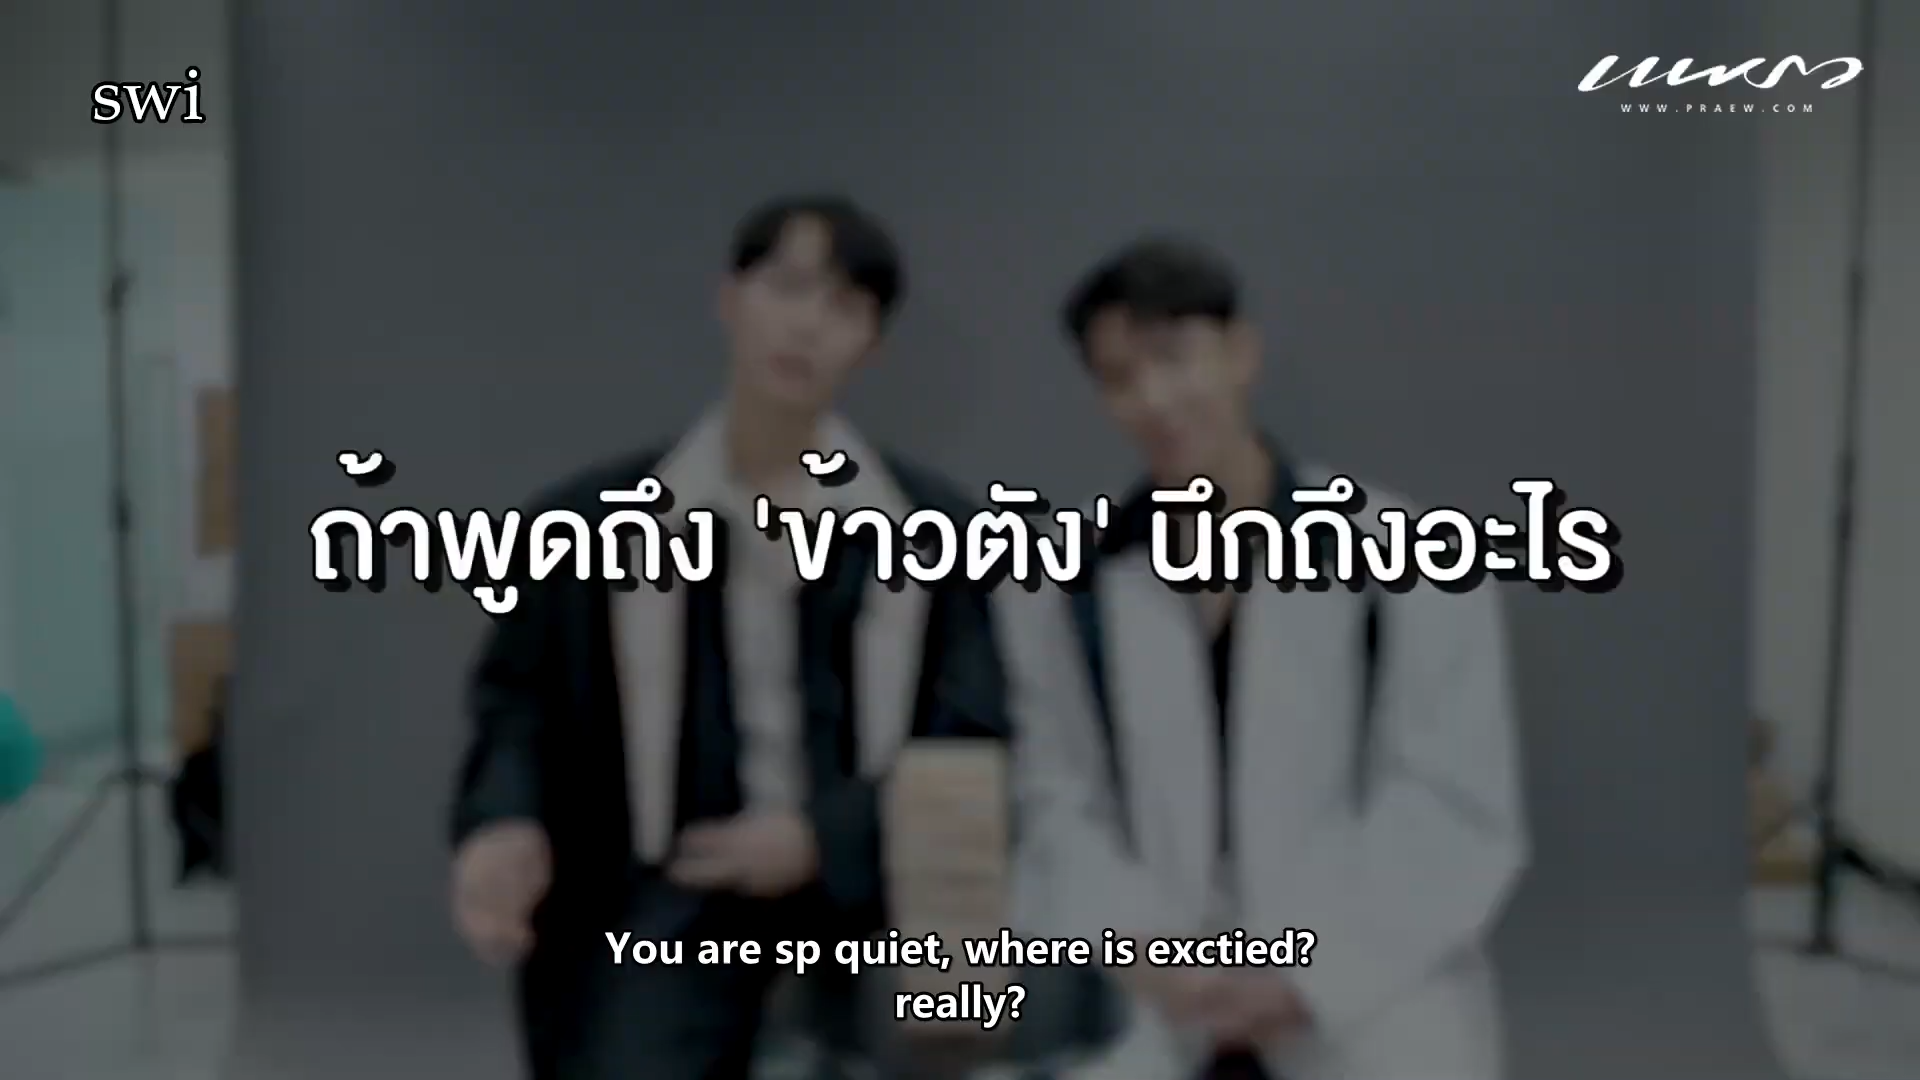 swi
แพรว
WWW.PRAEW.COM
ถ้าพูดถึง 'ข้าวตัง' นึกถึงอะไร
You are sp quiet, where is exctied?
really?